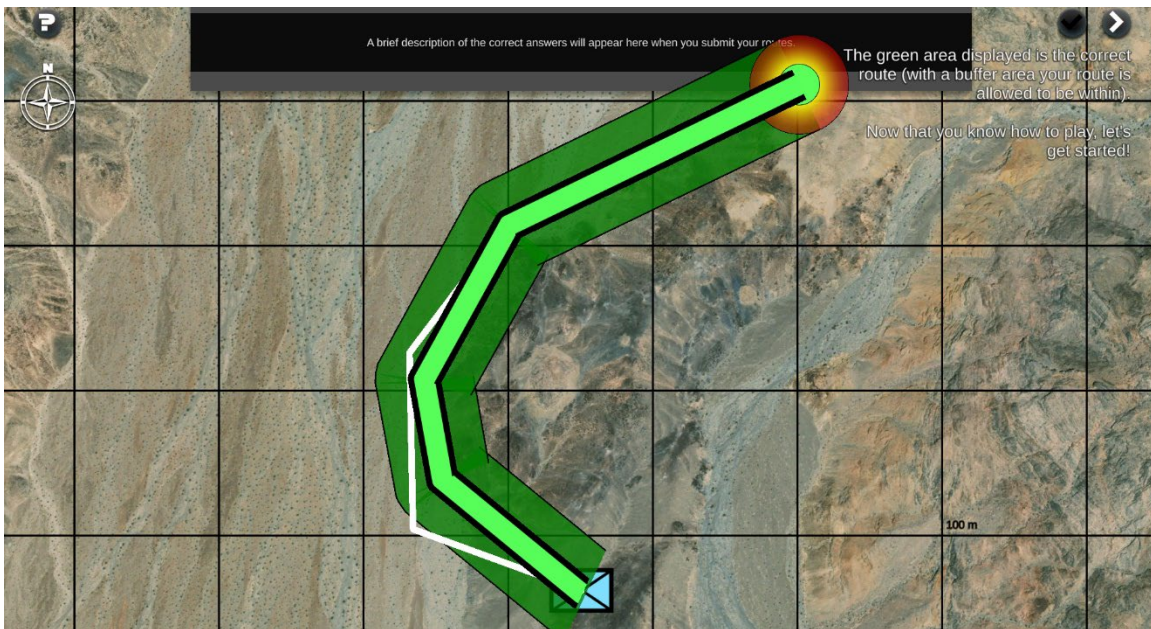 ?
N
A brief description of the correct answers will appear here when you submit your routes.
The green area displayed is the correct
route (with a buffer area your route is
allowed to be within).
Now that you know how to play, let's
get started!
100 m